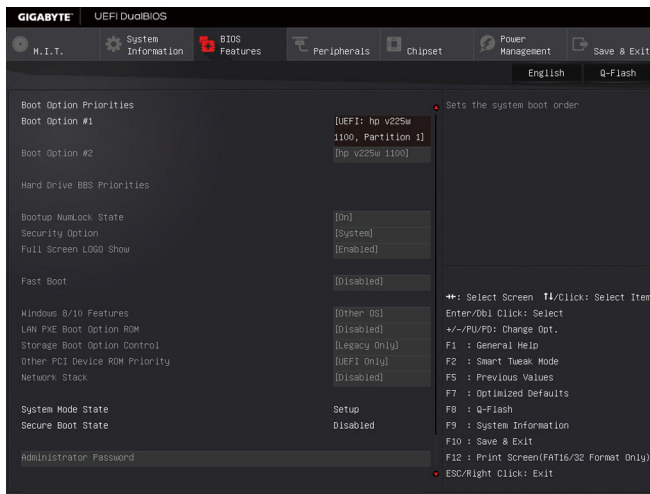 GIGABYTE™ UEFI DualBIOS
M.I.T.
System Information
BIOS Features
Peripherals
Chipset
Power Management
Save & Exit
English Q-Flash
Boot Option Priorities
Boot Option #1 [UEFI: hp v225w
1100, Partition 1]
Boot Option #2 [hp v225w 1100]
Hard Drive BBS Priorities
Bootup NumLock State [On]
Security Option [System]
Full Screen LOGO Show [Enabled]
Fast Boot [Disabled]
Windows 8/10 Features [Other OS]
LAN PXE Boot Option ROM [Disabled]
Storage Boot Option Control [Legacy Only]
Other PCI Device ROM Priority [UEFI Only]
Network Stack [Disabled]
System Mode State Setup
Secure Boot State Disabled
Administrator Password
Sets the system boot order
→←: Select Screen ↑↓/Click: Select Item
Enter/Dbl Click: Select
+/-/PU/PD: Change Opt.
F1 : General Help
F2 : Smart Tweak Mode
F5 : Previous Values
F7 : Optimized Defaults
F8 : Q-Flash
F9 : System Information
F10 : Save & Exit
F12 : Print Screen(FAT16/32 Format Only)
ESC/Right Click: Exit